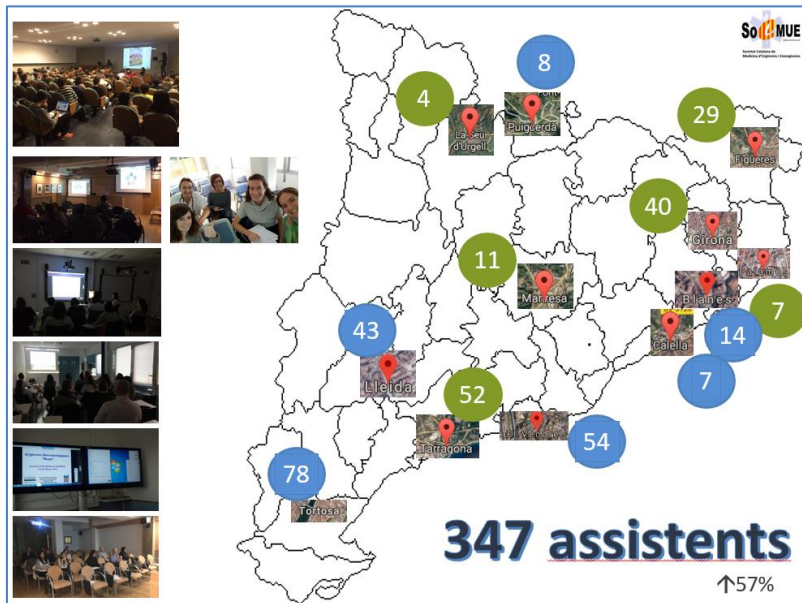 SoCMUE
Societat Catalana de
Medicina d'Urgències i Emergències
8
4
La Seu
d'Urgell
Puigcerdà
29
Figueres
40
Girona
11
Manresa
Blanes
Calella
7
14
7
43
Lleida
52
Tarragona
54
78
Tortosa
347 assistents
↑57%